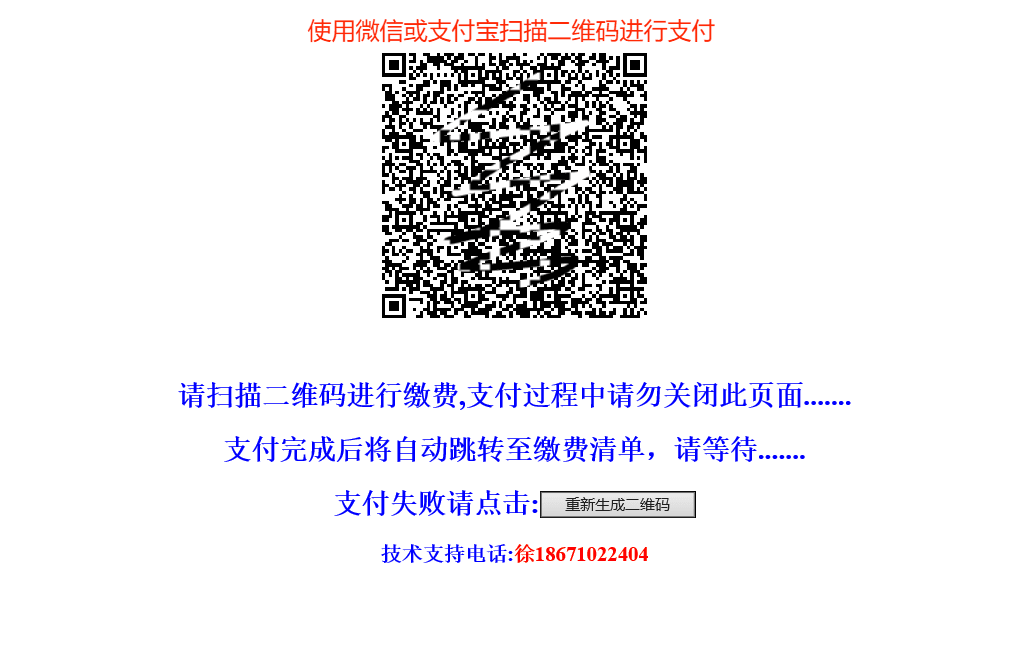 使用微信或支付宝扫描二维码进行支付
请扫描二维码进行缴费,支付过程中请勿关闭此页面.......
支付完成后将自动跳转至缴费清单，请等待.......
支付失败请点击:重新生成二维码
技术支持电话:徐18671022404